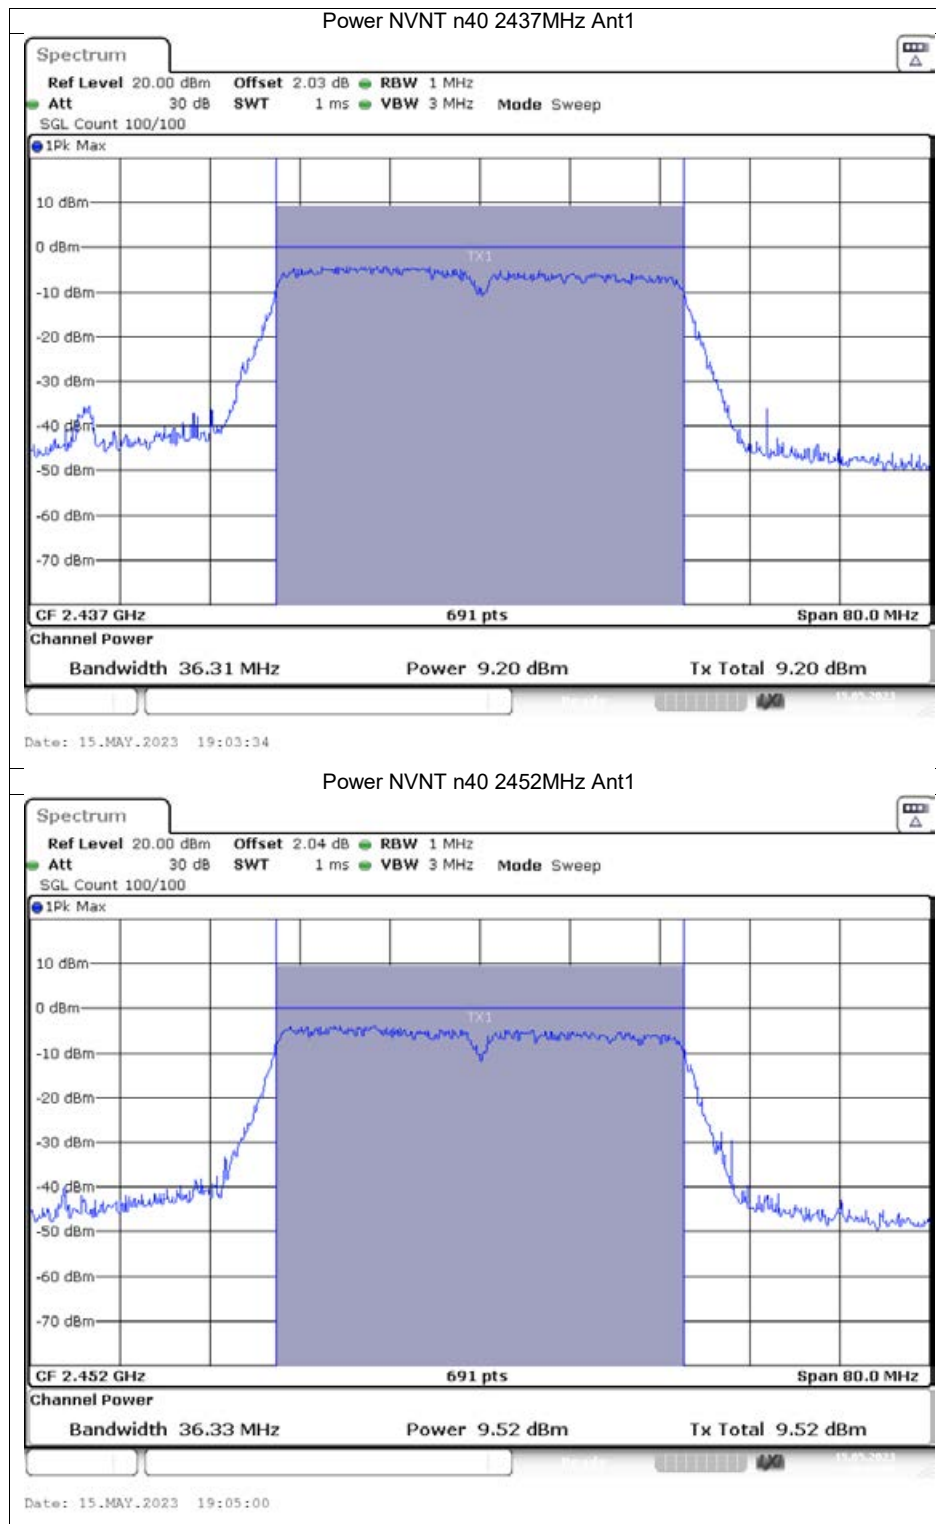 Power NVNT n40 2437MHz Ant1
Spectrum
Ref Level 20.00 dBm Offset 2.03 dB RBW 1 MHz
Att 30 dB SWT 1 ms VBW 3 MHz Mode Sweep
SGL Count 100/100
1Pk Max
10 dBm
0 dBm
TX1
-10 dBm
-20 dBm
-30 dBm
-40 dBm
-50 dBm
-60 dBm
-70 dBm
CF 2.437 GHz 691 pts Span 80.0 MHz
Channel Power
Bandwidth 36.31 MHz Power 9.20 dBm Tx Total 9.20 dBm
Ready 15.05.2023
Date: 15.MAY.2023 19:03:34
Power NVNT n40 2452MHz Ant1
Spectrum
Ref Level 20.00 dBm Offset 2.04 dB RBW 1 MHz
Att 30 dB SWT 1 ms VBW 3 MHz Mode Sweep
SGL Count 100/100
1Pk Max
10 dBm
0 dBm
TX1
-10 dBm
-20 dBm
-30 dBm
-40 dBm
-50 dBm
-60 dBm
-70 dBm
CF 2.452 GHz 691 pts Span 80.0 MHz
Channel Power
Bandwidth 36.33 MHz Power 9.52 dBm Tx Total 9.52 dBm
Ready 15.05.2023
Date: 15.MAY.2023 19:05:00